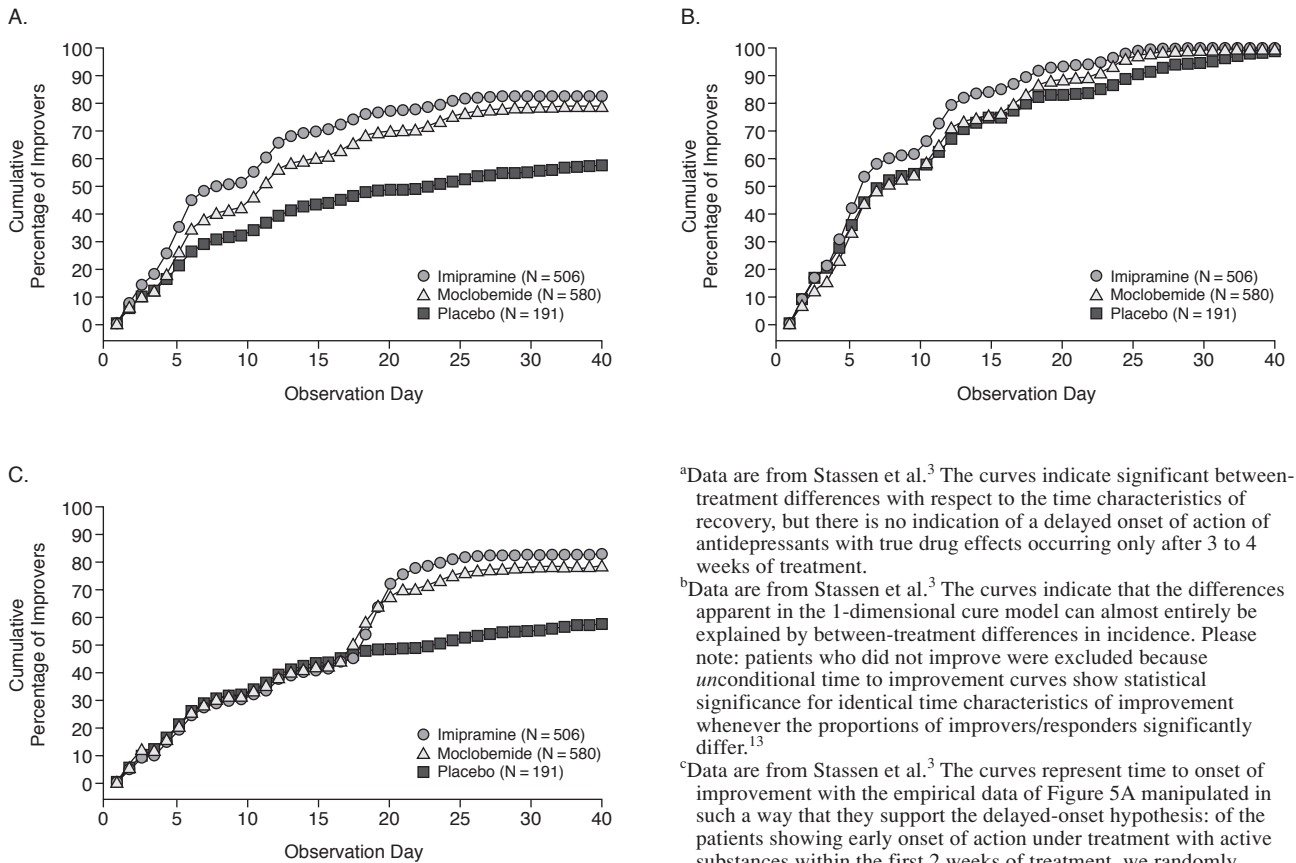 A.
100
90
80
70
60
50
40
30
20
10
0
Cumulative
Percentage of Improvers
Imipramine (N = 506)
Moclobemide (N = 580)
Placebo (N = 191)
0 5 10 15 20 25 30 35 40
Observation Day
B.
100
90
80
70
60
50
40
30
20
10
0
Cumulative
Percentage of Improvers
Imipramine (N = 506)
Moclobemide (N = 580)
Placebo (N = 191)
0 5 10 15 20 25 30 35 40
Observation Day
C.
100
90
80
70
60
50
40
30
20
10
0
Cumulative
Percentage of Improvers
Imipramine (N = 506)
Moclobemide (N = 580)
Placebo (N = 191)
0 5 10 15 20 25 30 35 40
Observation Day
aData are from Stassen et al.3 The curves indicate significant between-
treatment differences with respect to the time characteristics of
recovery, but there is no indication of a delayed onset of action of
antidepressants with true drug effects occurring only after 3 to 4
weeks of treatment.
bData are from Stassen et al.3 The curves indicate that the differences
apparent in the 1-dimensional cure model can almost entirely be
explained by between-treatment differences in incidence. Please
note: patients who did not improve were excluded because
unconditional time to improvement curves show statistical
significance for identical time characteristics of improvement
whenever the proportions of improvers/responders significantly
differ.13
cData are from Stassen et al.3 The curves represent time to onset of
improvement with the empirical data of Figure 5A manipulated in
such a way that they support the delayed-onset hypothesis: of the
patients showing early onset of action under treatment with active
substances within the first 2 weeks of treatment, we randomly